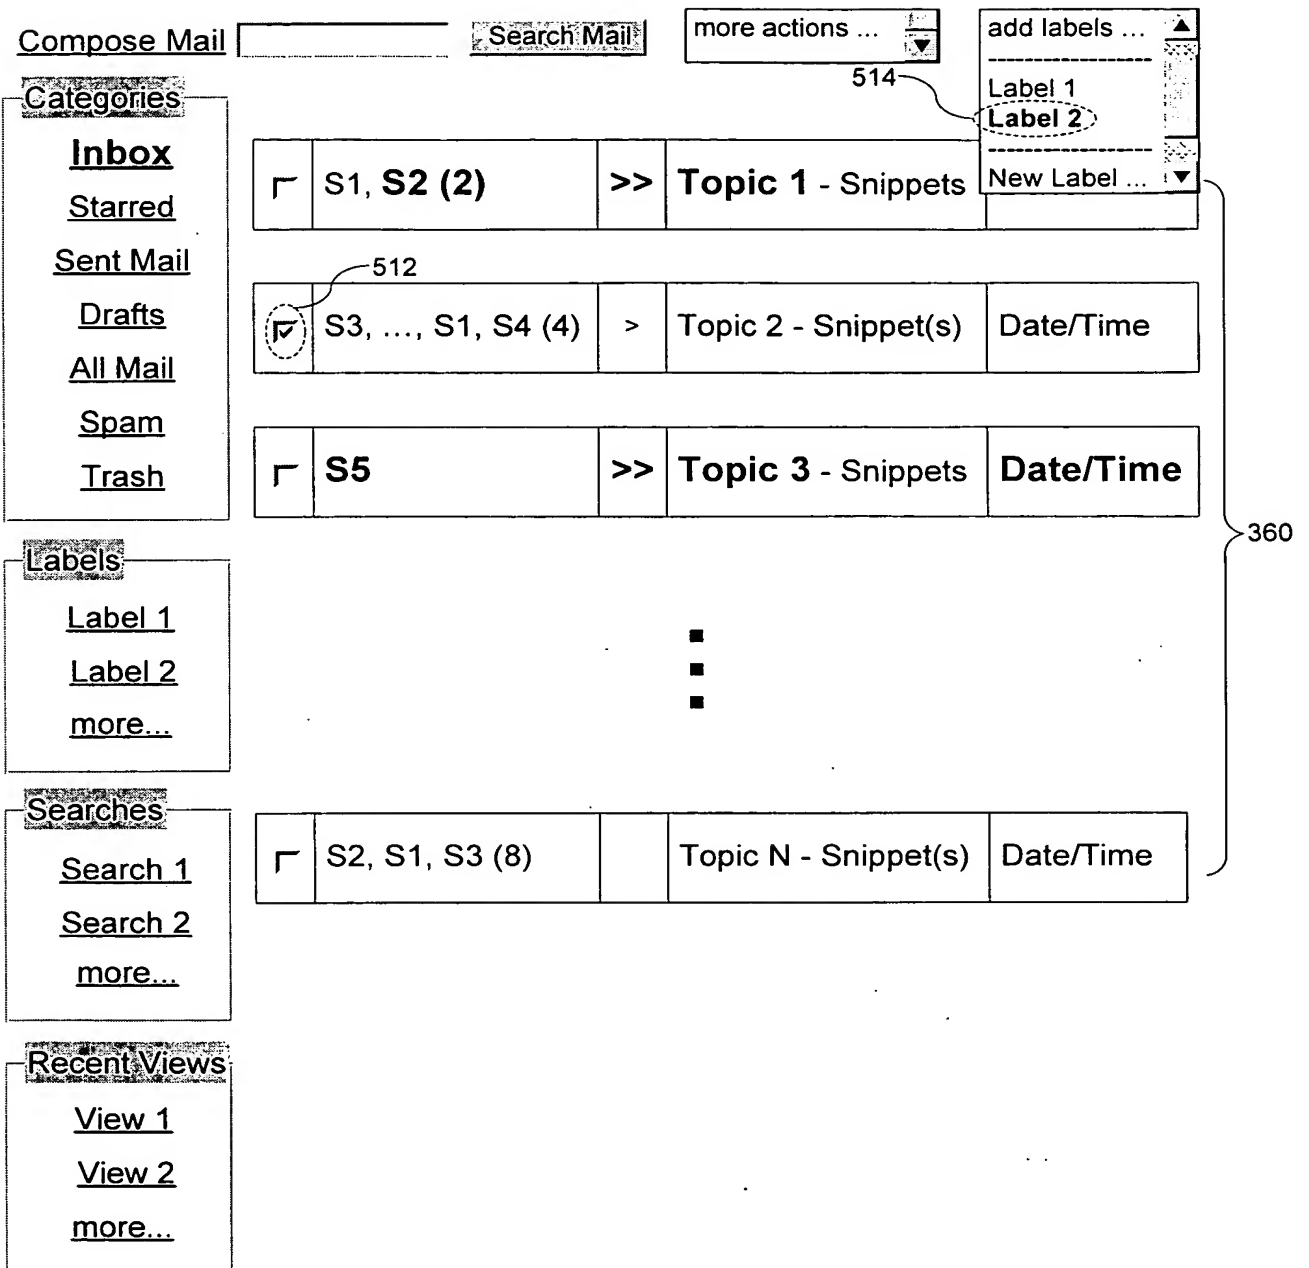 Compose Mail
Search Mail
more actions ...
add labels ...
Label 1
Label 2
New Label ...
514
Categories
Inbox
Starred
Sent Mail
Drafts
All Mail
Spam
Trash
S1, S2 (2) >> Topic 1 - Snippets
512
S3, ..., S1, S4 (4) > Topic 2 - Snippet(s) Date/Time
S5 >> Topic 3 - Snippets Date/Time
360
Labels
Label 1
Label 2
more...
S2, S1, S3 (8) Topic N - Snippet(s) Date/Time
Searches
Search 1
Search 2
more...
Recent Views
View 1
View 2
more...